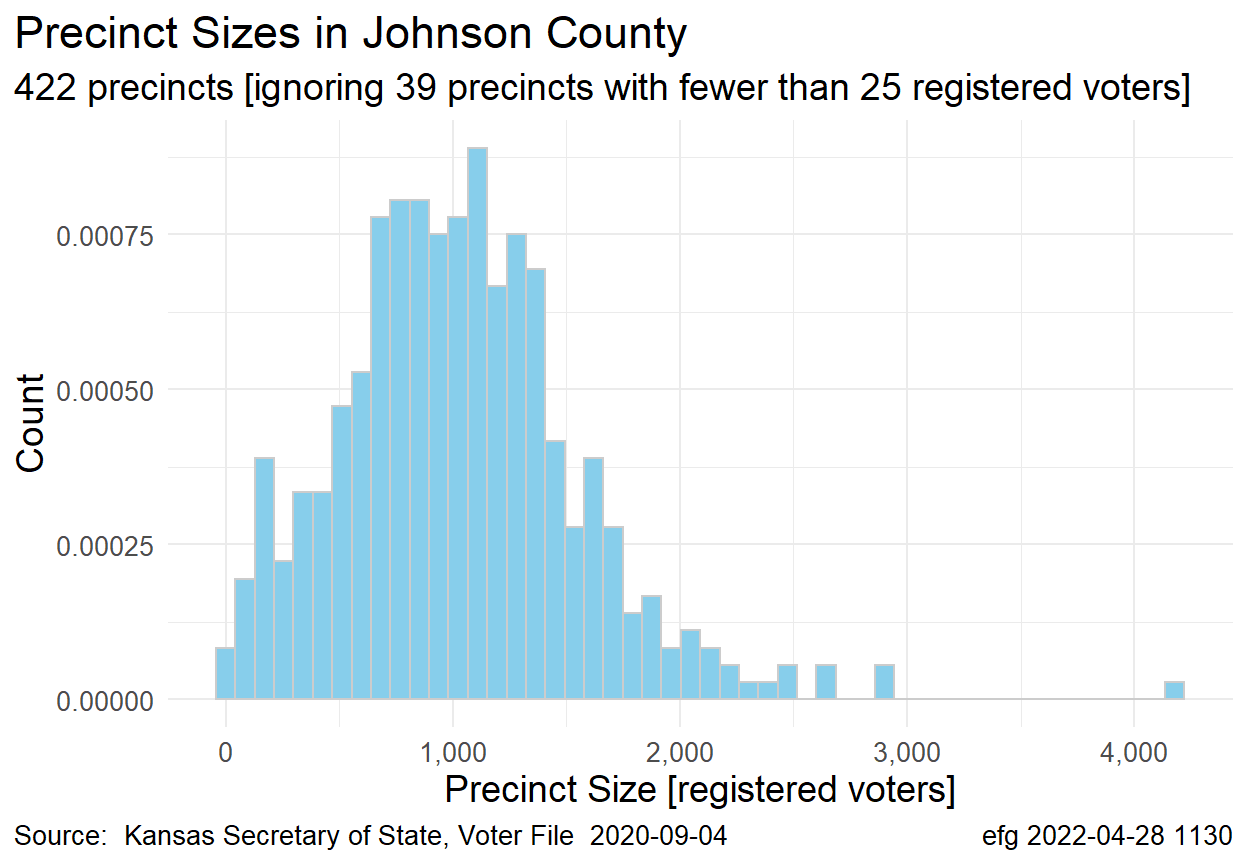 Precinct Sizes in Johnson County
422 precincts [ignoring 39 precincts with fewer than 25 registered voters]
Count
0.00075
0.00050
0.00025
0.00000
0
1,000
2,000
3,000
4,000
Precinct Size [registered voters]
Source:  Kansas Secretary of State, Voter File  2020-09-04
efg 2022-04-28 1130